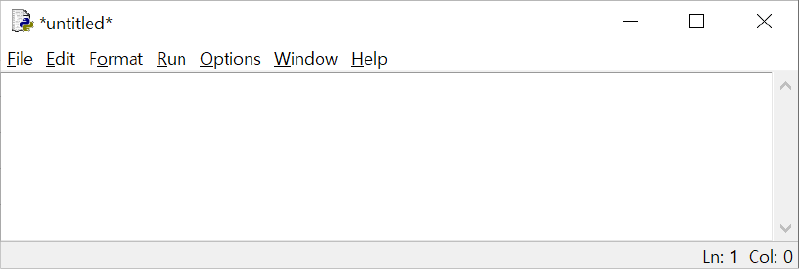 *untitled*
File Edit Format Run Options Window Help
Ln: 1 Col: 0